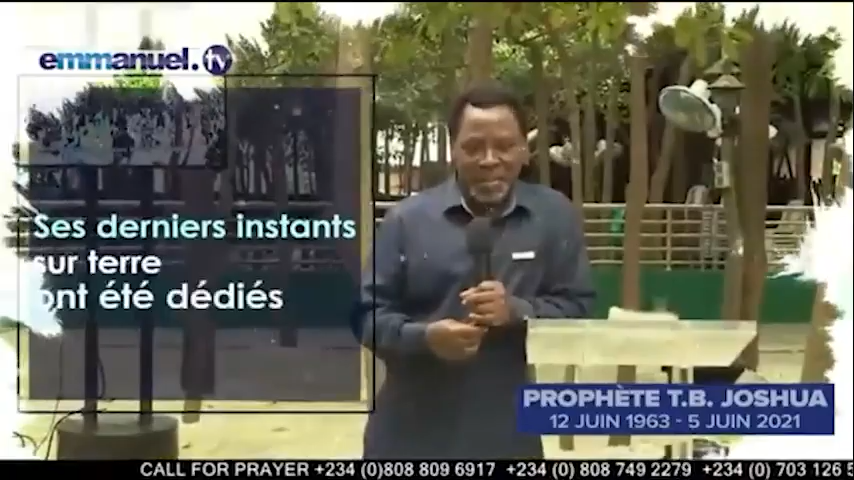 emmanuel.tv
Ses derniers instants
sur terre
ont été dédiés
PROPHÈTE T.B. JOSHUA
12 JUIN 1963 - 5 JUIN 2021
CALL FOR PRAYER +234 (0)808 809 6917 +234 (0) 808 749 2279 +234 (0) 703 126 5